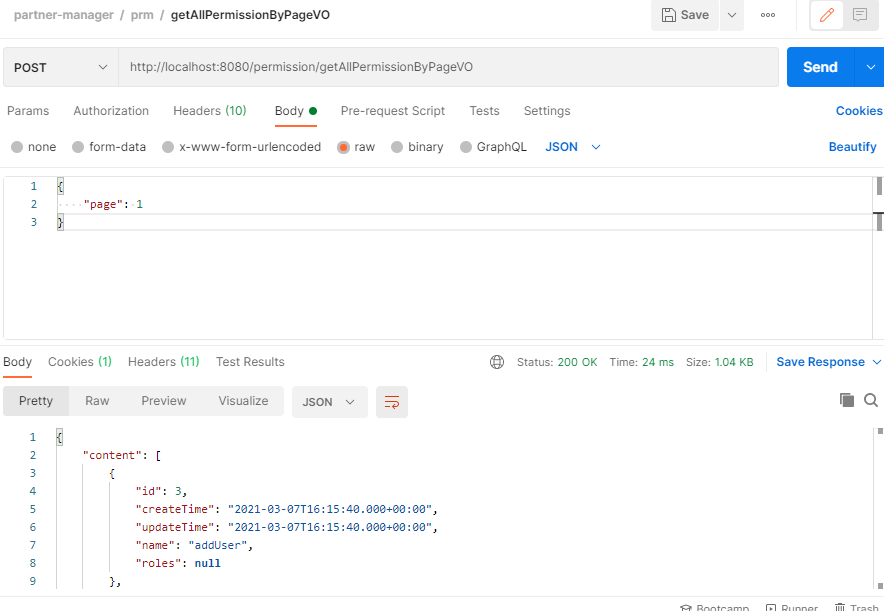 partner-manager / prm / getAllPermissionByPageVO Save
POST http://localhost:8080/permission/getAllPermissionByPageVO Send
Params Authorization Headers (10) Body Pre-request Script Tests Settings Cookies
none form-data x-www-form-urlencoded raw binary GraphQL JSON Beautify
1 {
2 "page": 1
3 }
Body Cookies (1) Headers (11) Test Results Status: 200 OK Time: 24 ms Size: 1.04 KB Save Response
Pretty Raw Preview Visualize JSON
1 {
2 "content": [
3 {
4 "id": 3,
5 "createTime": "2021-03-07T16:15:40.000+00:00",
6 "updateTime": "2021-03-07T16:15:40.000+00:00",
7 "name": "addUser",
8 "roles": null
9 },
Bootcamp Runner Trash